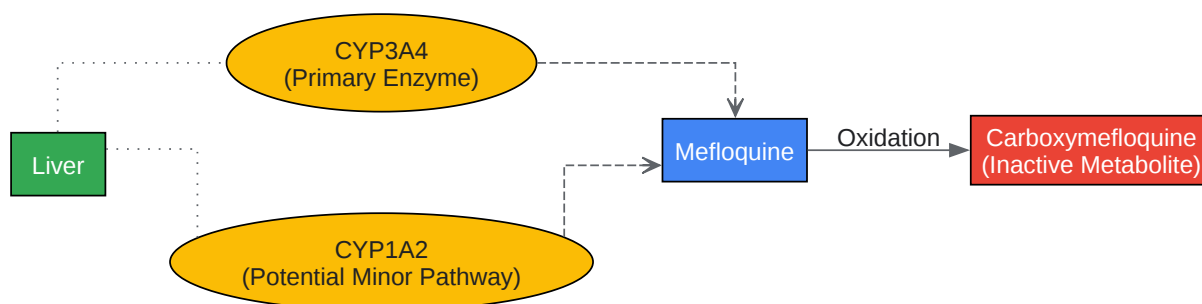 CYP3A4
(Primary Enzyme)
Liver
Mefloquine
Oxidation
Carboxymefloquine
(Inactive Metabolite)
CYP1A2
(Potential Minor Pathway)